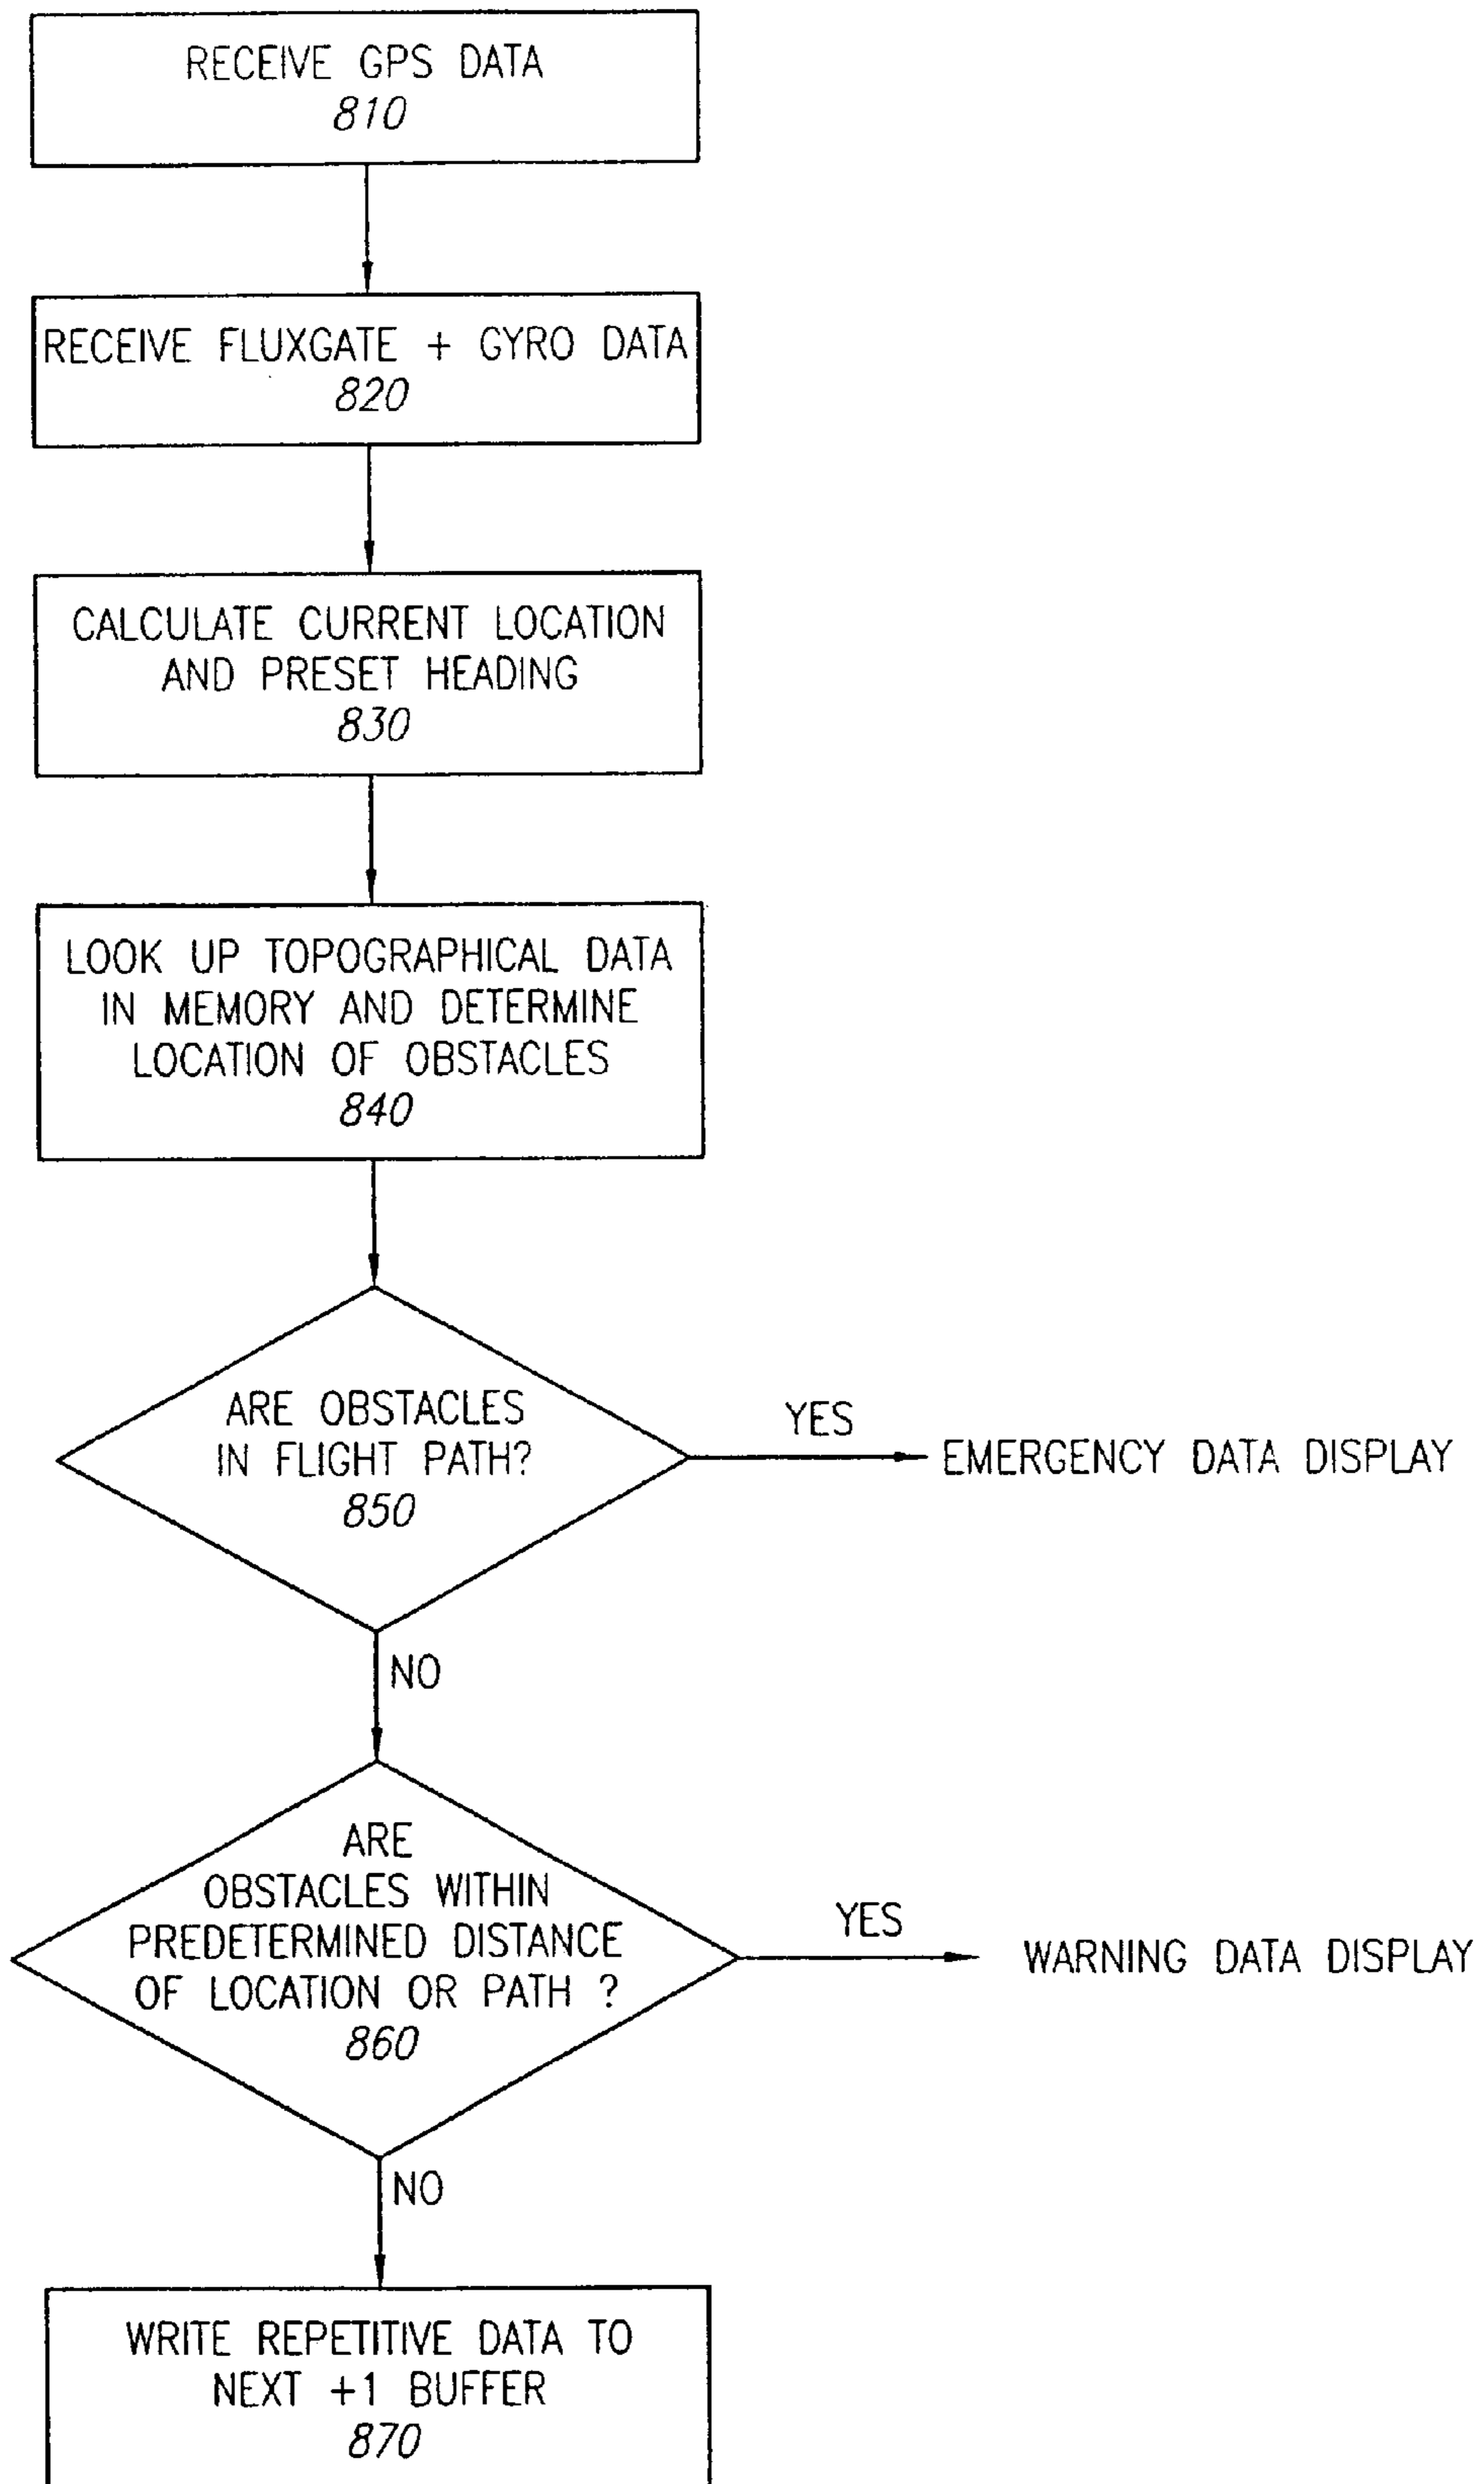 RECEIVE GPS DATA
810
RECEIVE FLUXGATE + GYRO DATA
820
CALCULATE CURRENT LOCATION
AND PRESET HEADING
830
LOOK UP TOPOGRAPHICAL DATA
IN MEMORY AND DETERMINE
LOCATION OF OBSTACLES
840
ARE OBSTACLES
IN FLIGHT PATH?
850
YES
EMERGENCY DATA DISPLAY
NO
ARE
OBSTACLES WITHIN
PREDETERMINED DISTANCE
OF LOCATION OR PATH ?
860
YES
WARNING DATA DISPLAY
NO
WRITE REPETITIVE DATA TO
NEXT +1 BUFFER
870